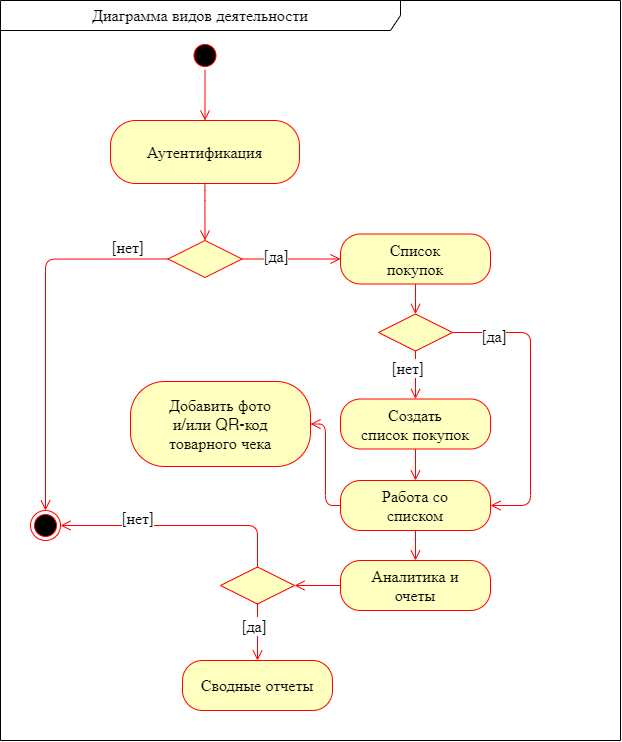 Диаграмма видов деятельности
Аутентификация
[нет]
[да]
Список
покупок
[да]
[нет]
Добавить фото
и/или QR-код
товарного чека
Создать
список покупок
Работа со
списком
[нет]
Аналитика и
очеты
[да]
Сводные отчеты